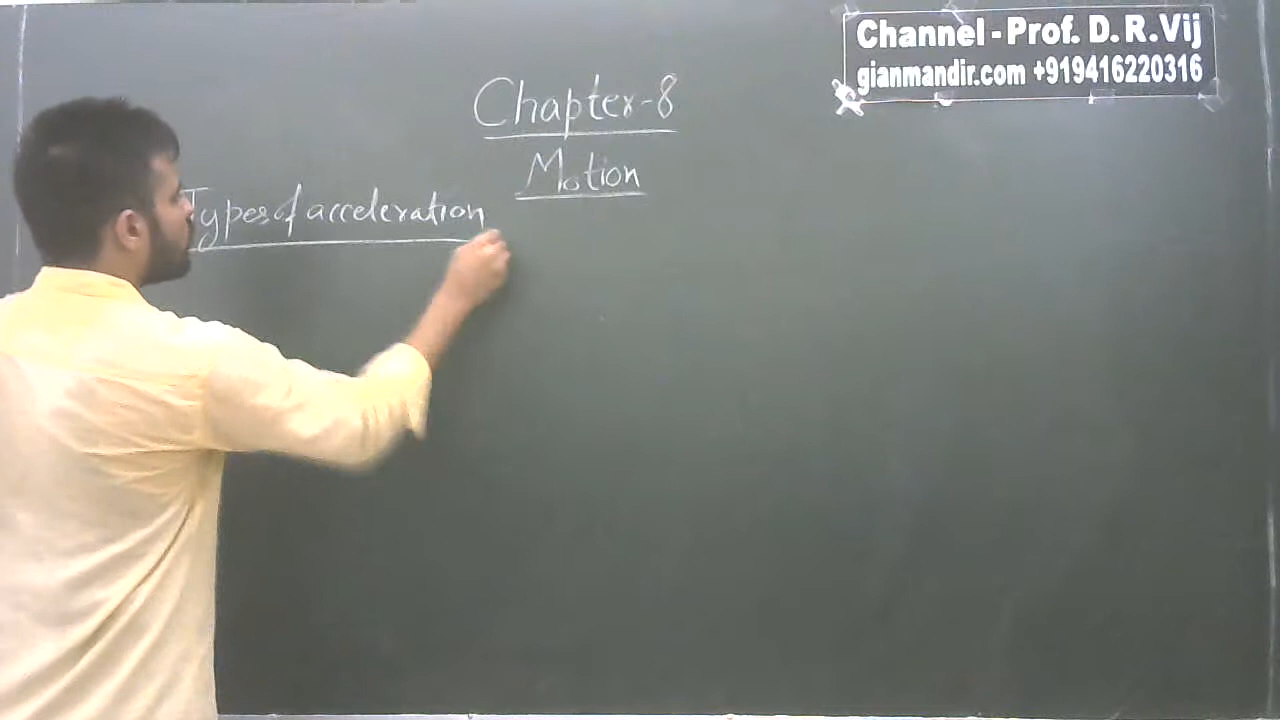 Channel - Prof. D. R. Vij
gianmandir.com +919416220316
Chapter-8
Motion
Types of acceleration